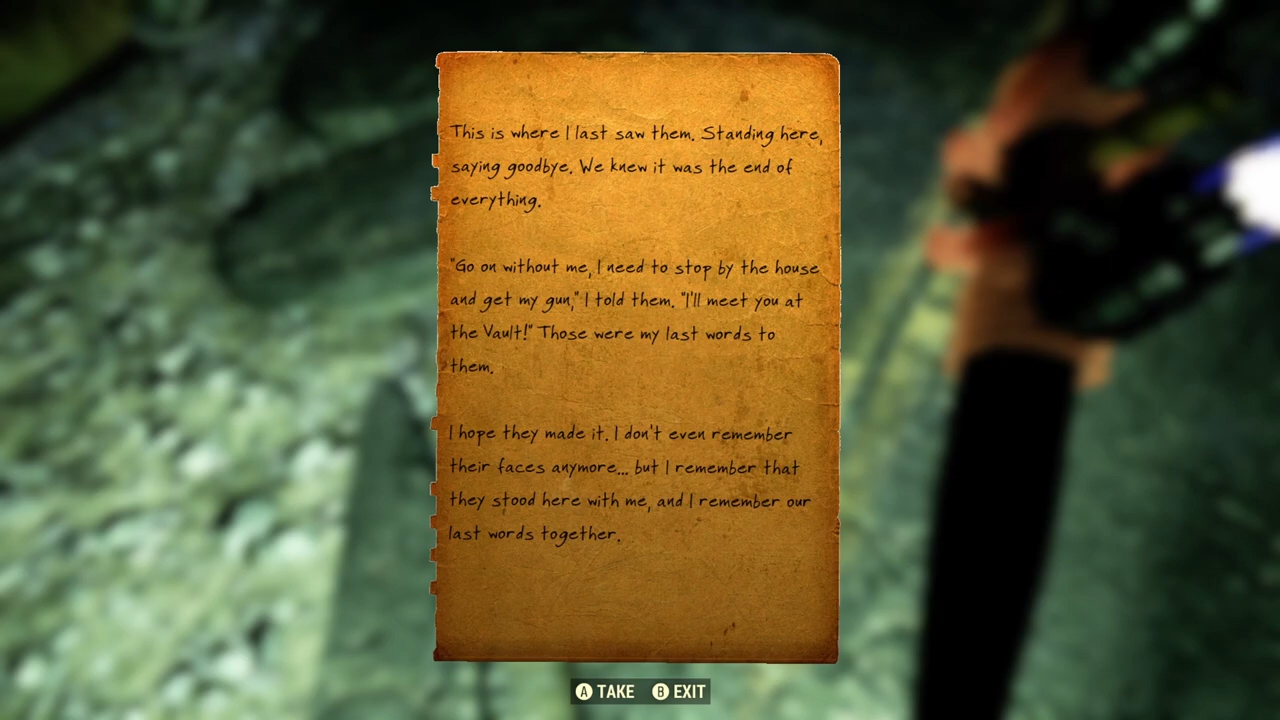 This is where I last saw them. Standing here,
saying goodbye. We knew it was the end of
everything.
"Go on without me, I need to stop by the house
and get my gun," I told them. "I'll meet you at
the Vault!" Those were my last words to
them.
I hope they made it. I don't even remember
their faces anymore... but I remember that
they stood here with me, and I remember our
last words together.
A TAKE B EXIT